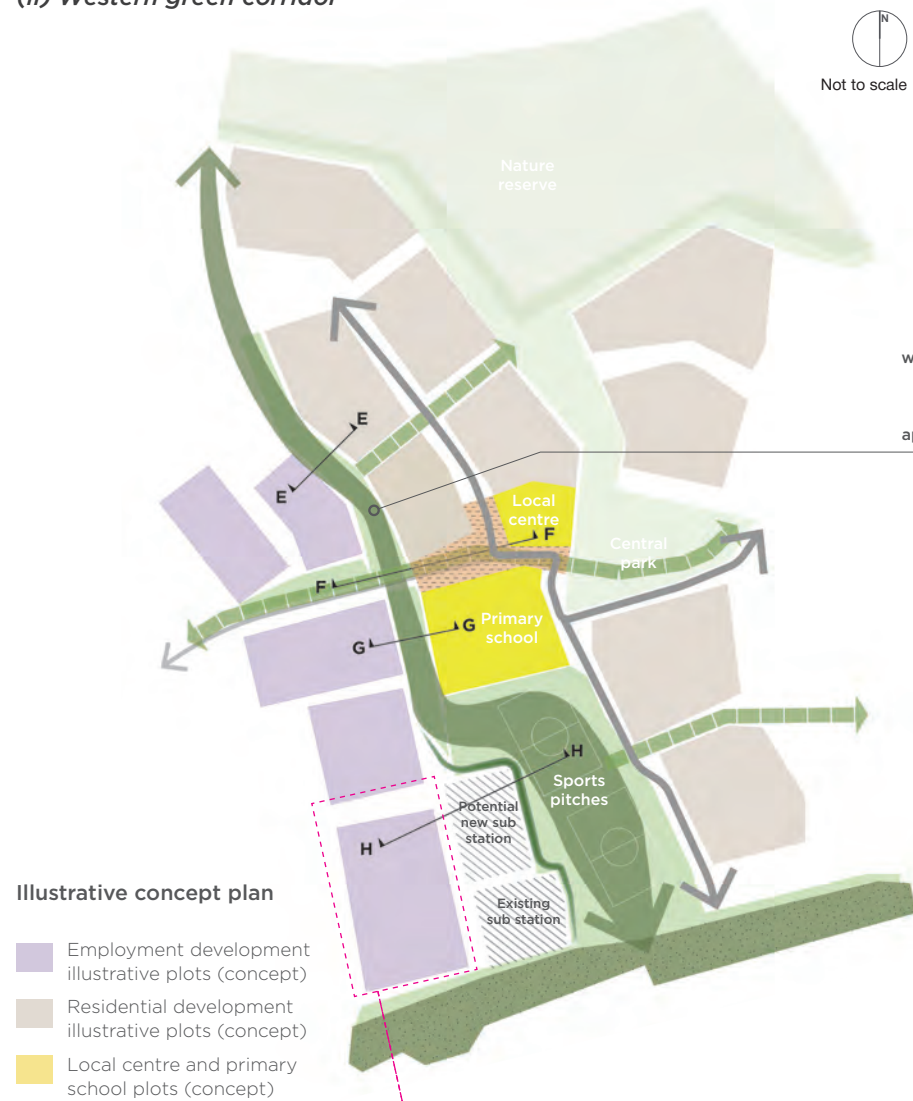 (ii) Western green corridor
N
Not to scale
Nature
reserve
w
E
ap
E
Local
centre
F
Central
park
F
G
Primary
school
G
H
Sports
pitches
Potential
new sub
station
H
Existing
sub station
Illustrative concept plan
Employment development
illustrative plots (concept)
Residential development
illustrative plots (concept)
Local centre and primary
school plots (concept)